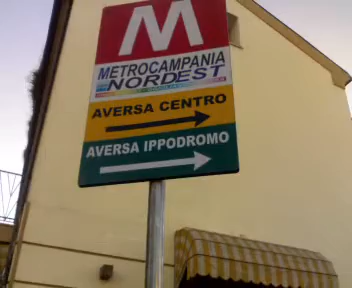 M
METROCAMPANIA
NORDEST
AVERSA CENTRO
AVERSA IPPODROMO